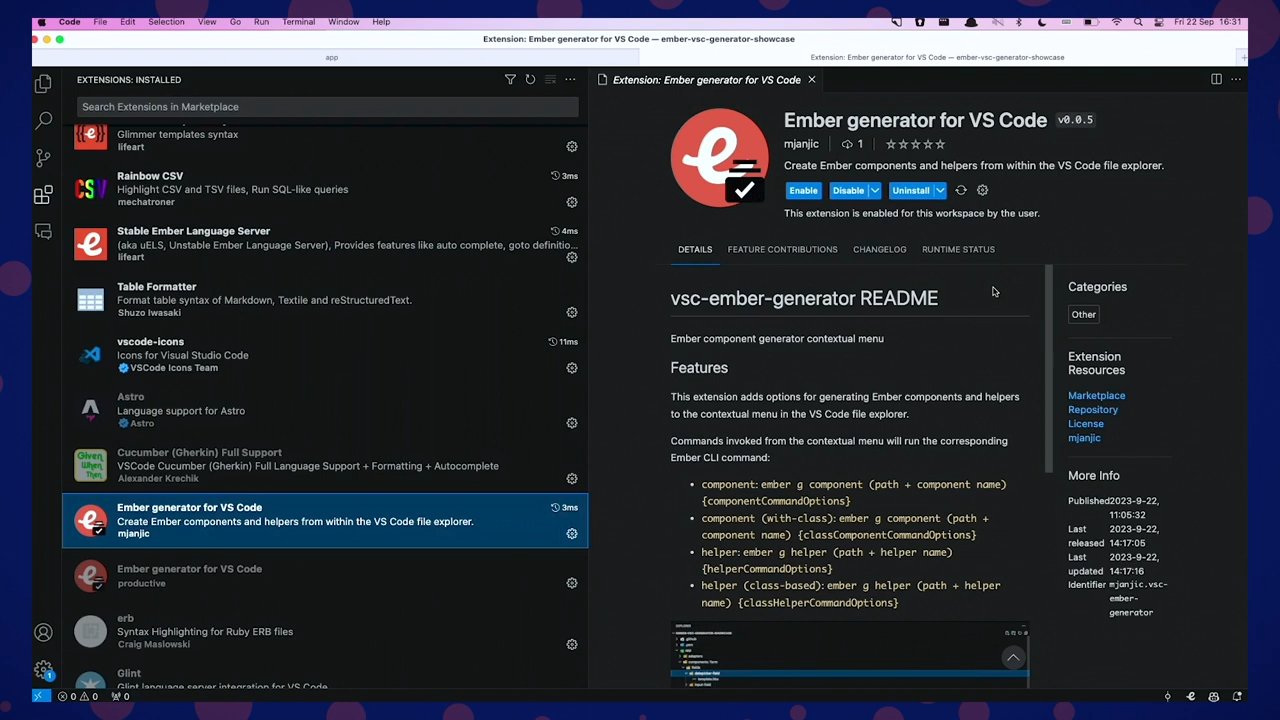 Code File Edit Selection View Go Run Terminal Window Help Fri 22 Sep 16:31
Extension: Ember generator for VS Code — ember-vsc-generator-showcase
app
Extension: Ember generator for VS Code — ember-vsc-generator-showcase
EXTENSIONS: INSTALLED
Search Extensions in Marketplace
Glimmer templates syntax
lifeart
Rainbow CSV 3ms
Highlight CSV and TSV files, Run SQL-like queries
mechatroner
Stable Ember Language Server 4ms
(aka uELS, Unstable Ember Language Server), Provides features like auto complete, goto definitio...
lifeart
Table Formatter
Format table syntax of Markdown, Textile and reStructuredText.
Shuzo Iwasaki
vscode-icons 11ms
Icons for Visual Studio Code
VSCode Icons Team
Astro
Language support for Astro
Astro
Cucumber (Gherkin) Full Support
VSCode Cucumber (Gherkin) Full Language Support + Formatting + Autocomplete
Alexander Krechik
Ember generator for VS Code 3ms
Create Ember components and helpers from within the VS Code file explorer.
mjanjic
Ember generator for VS Code
productive
erb
Syntax Highlighting for Ruby ERB files
Craig Maslowski
Glint
Glint language server integration for VS Code
Extension: Ember generator for VS Code
Ember generator for VS Code v0.0.5
mjanjic 1
Create Ember components and helpers from within the VS Code file explorer.
Enable Disable Uninstall
This extension is enabled for this workspace by the user.
DETAILS FEATURE CONTRIBUTIONS CHANGELOG RUNTIME STATUS
vsc-ember-generator README
Ember component generator contextual menu
Features
This extension adds options for generating Ember components and helpers
to the contextual menu in the VS Code file explorer.
Commands invoked from the contextual menu will run the corresponding
Ember CLI command:
• component: ember g component (path + component name)
{componentCommandOptions}
• component (with-class): ember g component (path +
component name) {classComponentCommandOptions}
• helper: ember g helper (path + helper name)
{helperCommandOptions}
• helper (class-based): ember g helper (path + helper
name) {classHelperCommandOptions}
Categories
Other
Extension
Resources
Marketplace
Repository
License
mjanjic
More Info
Published 2023-9-22,
11:05:32
Last 2023-9-22,
released 14:17:05
Last 2023-9-22,
updated 14:17:16
Identifier mjanjic.vsc-
ember-
generator
1
0 0 0